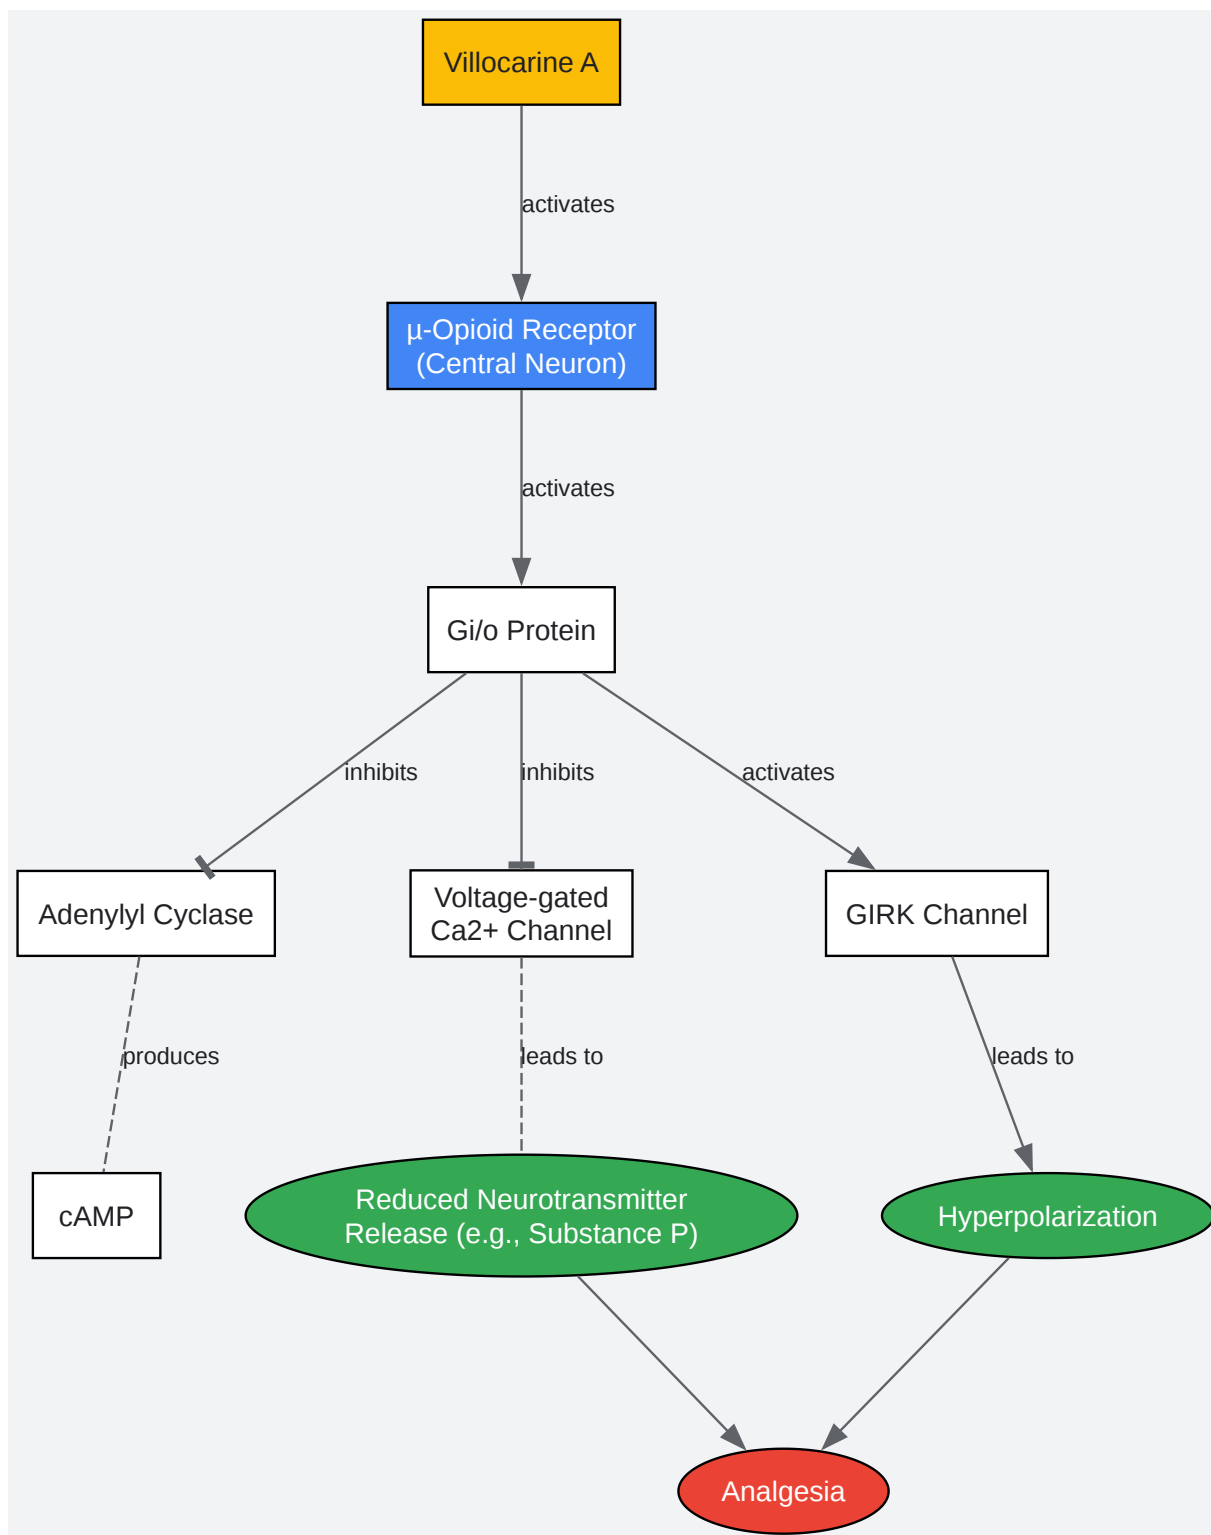 Villocarine A
activates
µ-Opioid Receptor
(Central Neuron)
activates
Gi/o Protein
inhibits
inhibits
activates
Adenylyl Cyclase
Voltage-gated
Ca2+ Channel
GIRK Channel
produces
leads to
leads to
cAMP
Reduced Neurotransmitter
Release (e.g., Substance P)
Hyperpolarization
Analgesia